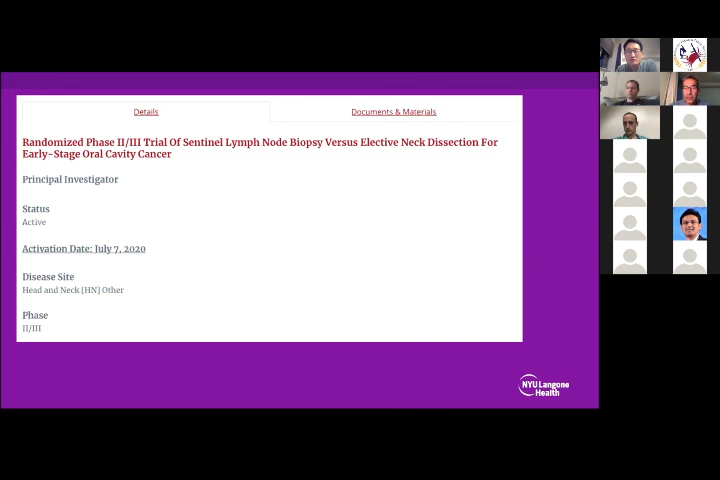 Details
Documents & Materials
Randomized Phase II/III Trial Of Sentinel Lymph Node Biopsy Versus Elective Neck Dissection For
Early-Stage Oral Cavity Cancer
Principal Investigator
Status
Active
Activation Date: July 7, 2020
Disease Site
Head and Neck [HN] Other
Phase
II/III
NYU Langone
Health